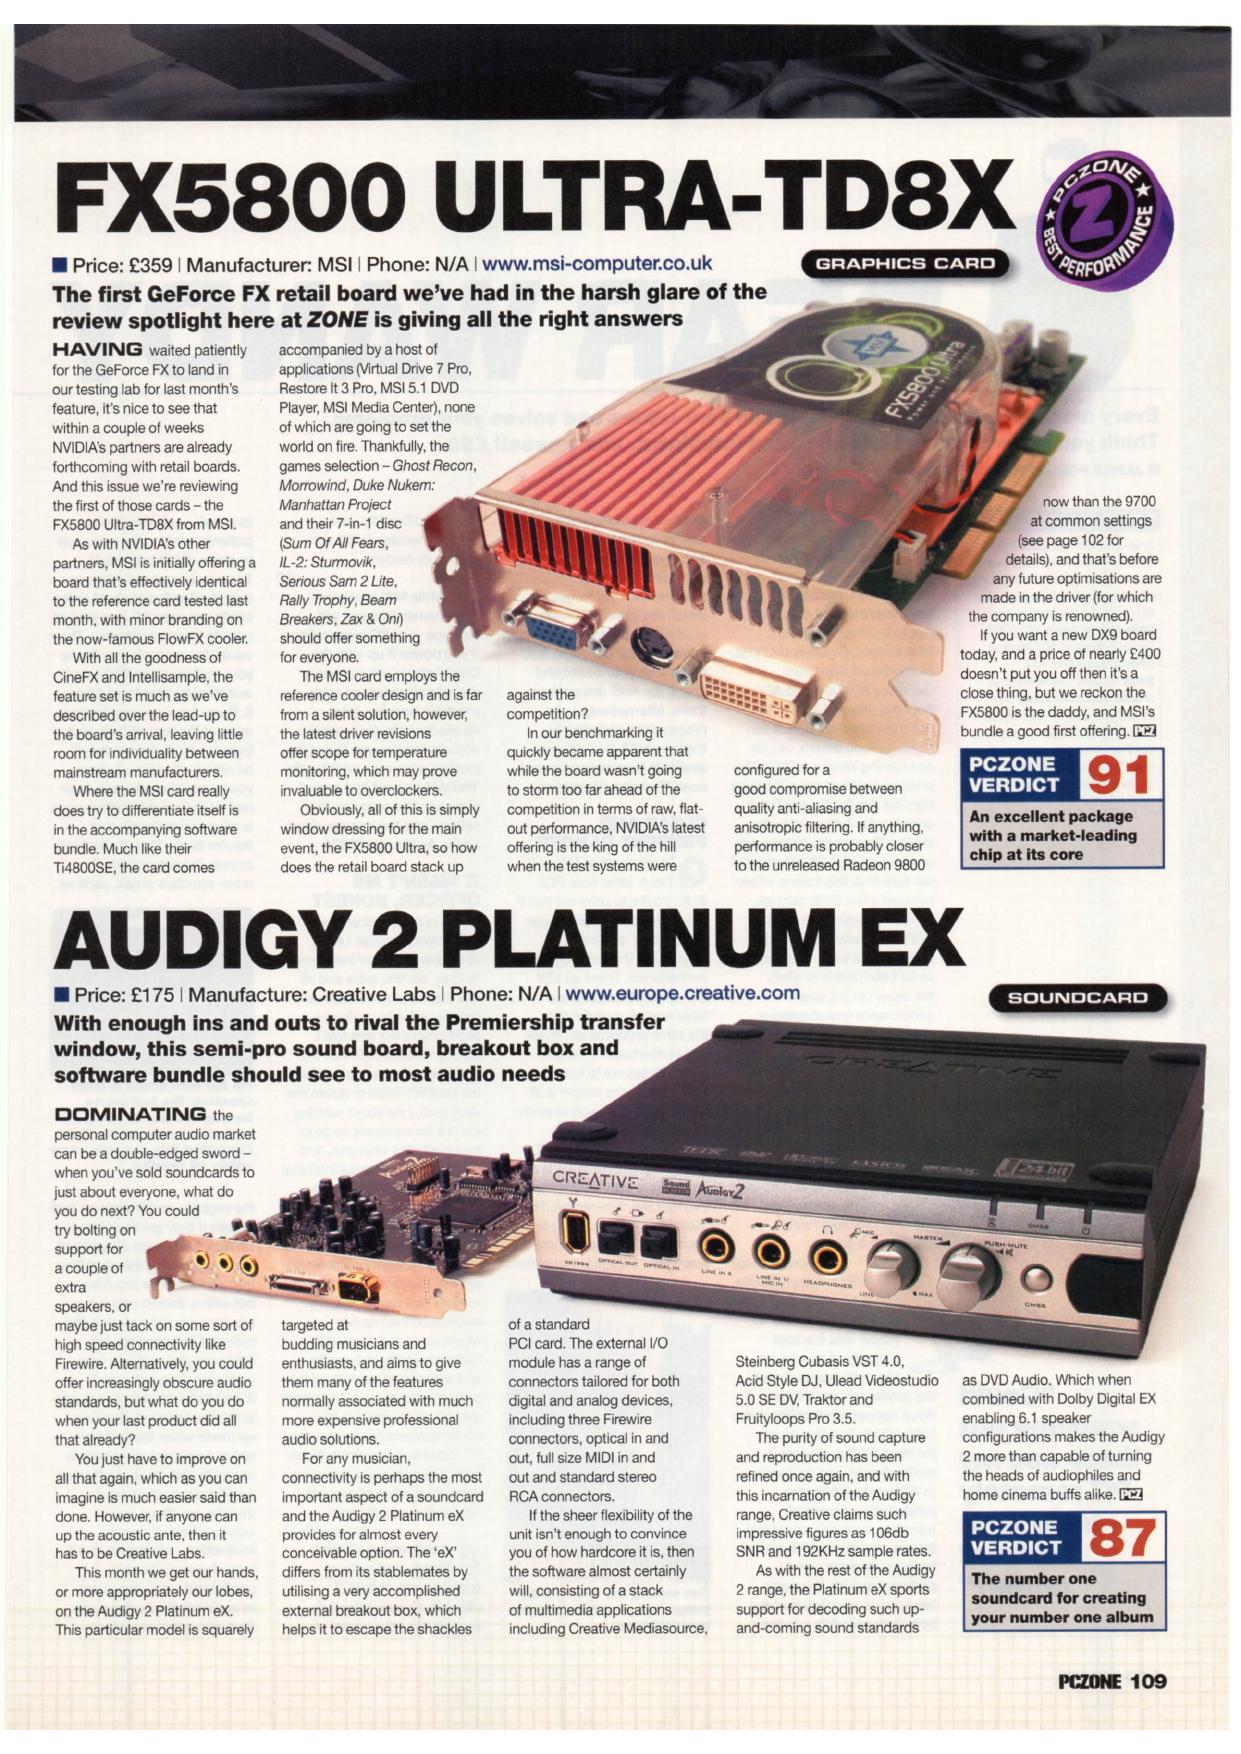 FX5800 ULTRA-TD8X
PCZONE
Z
BEST PERFORMANCE
Price: £359 | Manufacturer: MSI | Phone: N/A | www.msi-computer.co.uk
GRAPHICS CARD
The first GeForce FX retail board we've had in the harsh glare of the
review spotlight here at ZONE is giving all the right answers
HAVING waited patiently
for the GeForce FX to land in
our testing lab for last month's
feature, it's nice to see that
within a couple of weeks
NVIDIA's partners are already
forthcoming with retail boards.
And this issue we're reviewing
the first of those cards – the
FX5800 Ultra-TD8X from MSI.
As with NVIDIA's other
partners, MSI is initially offering a
board that's effectively identical
to the reference card tested last
month, with minor branding on
the now-famous FlowFX cooler.
With all the goodness of
CineFX and Intellisample, the
feature set is much as we've
described over the lead-up to
the board's arrival, leaving little
room for individuality between
mainstream manufacturers.
Where the MSI card really
does try to differentiate itself is
in the accompanying software
bundle. Much like their
Ti4800SE, the card comes
accompanied by a host of
applications (Virtual Drive 7 Pro,
Restore It 3 Pro, MSI 5.1 DVD
Player, MSI Media Center), none
of which are going to set the
world on fire. Thankfully, the
games selection – Ghost Recon,
Morrowind, Duke Nukem:
Manhattan Project
and their 7-in-1 disc
(Sum Of All Fears,
IL-2: Sturmovik,
Serious Sam 2 Lite,
Rally Trophy, Beam
Breakers, Zax & Oni)
should offer something
for everyone.
The MSI card employs the
reference cooler design and is far
from a silent solution, however,
the latest driver revisions
offer scope for temperature
monitoring, which may prove
invaluable to overclockers.
Obviously, all of this is simply
window dressing for the main
event, the FX5800 Ultra, so how
does the retail board stack up
against the
competition?
In our benchmarking it
quickly became apparent that
while the board wasn't going
to storm too far ahead of the
competition in terms of raw, flat-
out performance, NVIDIA's latest
offering is the king of the hill
when the test systems were
configured for a
good compromise between
quality anti-aliasing and
anisotropic filtering. If anything,
performance is probably closer
to the unreleased Radeon 9800
now than the 9700
at common settings
(see page 102 for
details), and that's before
any future optimisations are
made in the driver (for which
the company is renowned).
If you want a new DX9 board
today, and a price of nearly £400
doesn't put you off then it's a
close thing, but we reckon the
FX5800 is the daddy, and MSI's
bundle a good first offering. PCZ
MSI
FX5800 Ultra
PCZONE
VERDICT 91
An excellent package
with a market-leading
chip at its core
AUDIGY 2 PLATINUM EX
Price: £175 | Manufacture: Creative Labs | Phone: N/A | www.europe.creative.com
SOUNDCARD
With enough ins and outs to rival the Premiership transfer
window, this semi-pro sound board, breakout box and
software bundle should see to most audio needs
DOMINATING the
personal computer audio market
can be a double-edged sword –
when you've sold soundcards to
just about everyone, what do
you do next? You could
try bolting on
support for
a couple of
extra
speakers, or
maybe just tack on some sort of
high speed connectivity like
Firewire. Alternatively, you could
offer increasingly obscure audio
standards, but what do you do
when your last product did all
that already?
You just have to improve on
all that again, which as you can
imagine is much easier said than
done. However, if anyone can
up the acoustic ante, then it
has to be Creative Labs.
This month we get our hands,
or more appropriately our lobes,
on the Audigy 2 Platinum eX.
This particular model is squarely
targeted at
budding musicians and
enthusiasts, and aims to give
them many of the features
normally associated with much
more expensive professional
audio solutions.
For any musician,
connectivity is perhaps the most
important aspect of a soundcard
and the Audigy 2 Platinum eX
provides for almost every
conceivable option. The 'eX'
differs from its stablemates by
utilising a very accomplished
external breakout box, which
helps it to escape the shackles
of a standard
PCI card. The external I/O
module has a range of
connectors tailored for both
digital and analog devices,
including three Firewire
connectors, optical in and
out, full size MIDI in and
out and standard stereo
RCA connectors.
If the sheer flexibility of the
unit isn't enough to convince
you of how hardcore it is, then
the software almost certainly
will, consisting of a stack
of multimedia applications
including Creative Mediasource,
Steinberg Cubasis VST 4.0,
Acid Style DJ, Ulead Videostudio
5.0 SE DV, Traktor and
Fruityloops Pro 3.5.
The purity of sound capture
and reproduction has been
refined once again, and with
this incarnation of the Audigy
range, Creative claims such
impressive figures as 106db
SNR and 192KHz sample rates.
As with the rest of the Audigy
2 range, the Platinum eX sports
support for decoding such up-
and-coming sound standards
as DVD Audio. Which when
combined with Dolby Digital EX
enabling 6.1 speaker
configurations makes the Audigy
2 more than capable of turning
the heads of audiophiles and
home cinema buffs alike. PCZ
CREATIVE
24-bit
CREATIVE Sound Audigy2
SB1394
OPTICAL OUT
OPTICAL IN
LINE IN 2
LINE IN 1/
MIC IN
HEADPHONES
LINE
MIC
MASTER
MAX
PUSH-MUTE
CMSS
CMSS
PCZONE
VERDICT 87
The number one
soundcard for creating
your number one album
PCZONE 109